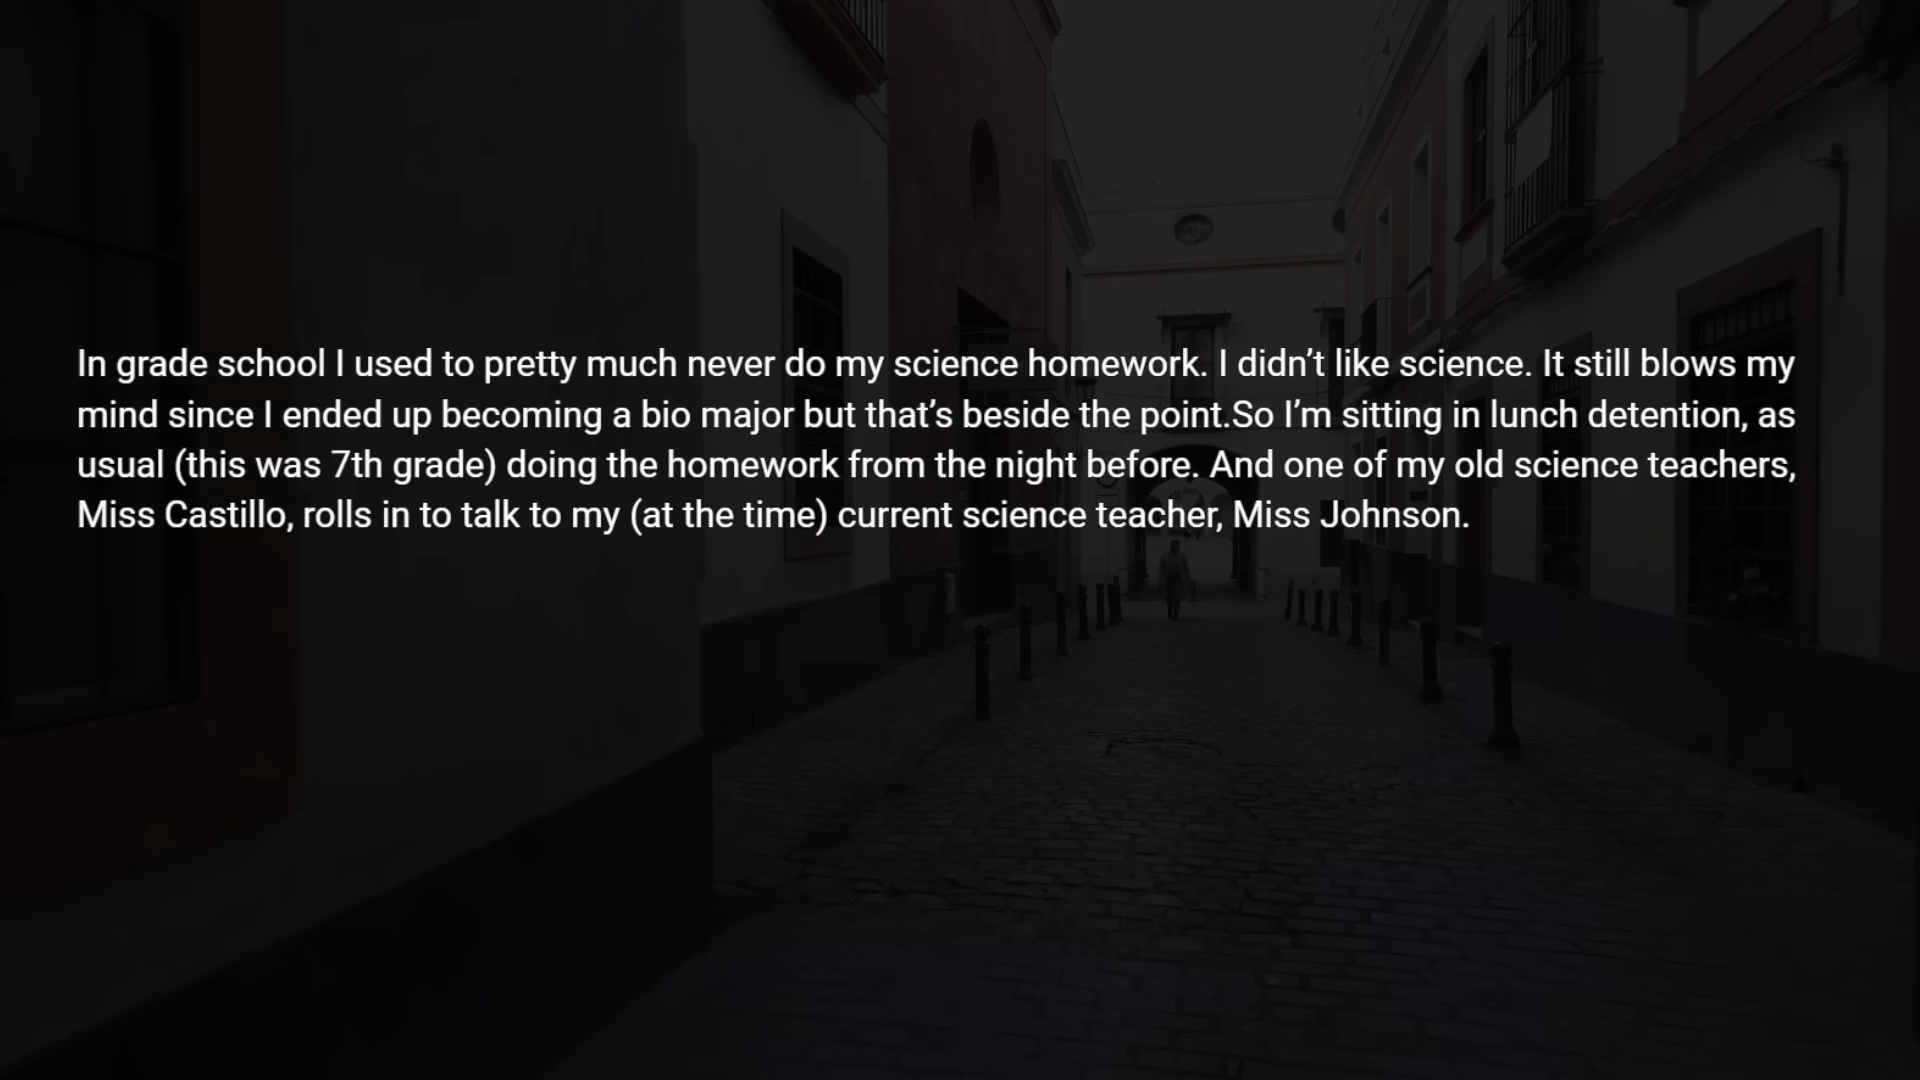 In grade school I used to pretty much never do my science homework. I didn’t like science. It still blows my
mind since I ended up becoming a bio major but that’s beside the point.So I’m sitting in lunch detention, as
usual (this was 7th grade) doing the homework from the night before. And one of my old science teachers,
Miss Castillo, rolls in to talk to my (at the time) current science teacher, Miss Johnson.